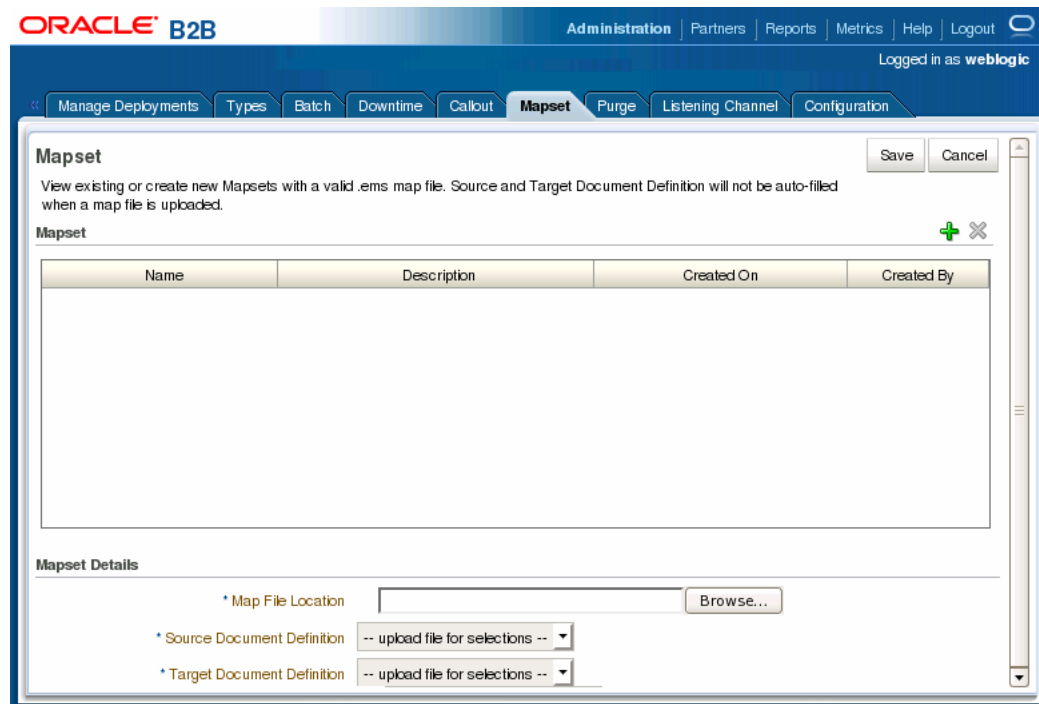 ORACLE B2B
Administration Partners Reports Metrics Help Logout
Logged in as weblogic
Manage Deployments Types Batch Downtime Callout Mapset Purge Listening Channel Configuration
Mapset
Save Cancel
View existing or create new Mapsets with a valid .ems map file. Source and Target Document Definition will not be auto-filled
when a map file is uploaded.
Mapset
Name Description Created On Created By
Mapset Details
* Map File Location Browse...
* Source Document Definition -- upload file for selections --
* Target Document Definition -- upload file for selections --